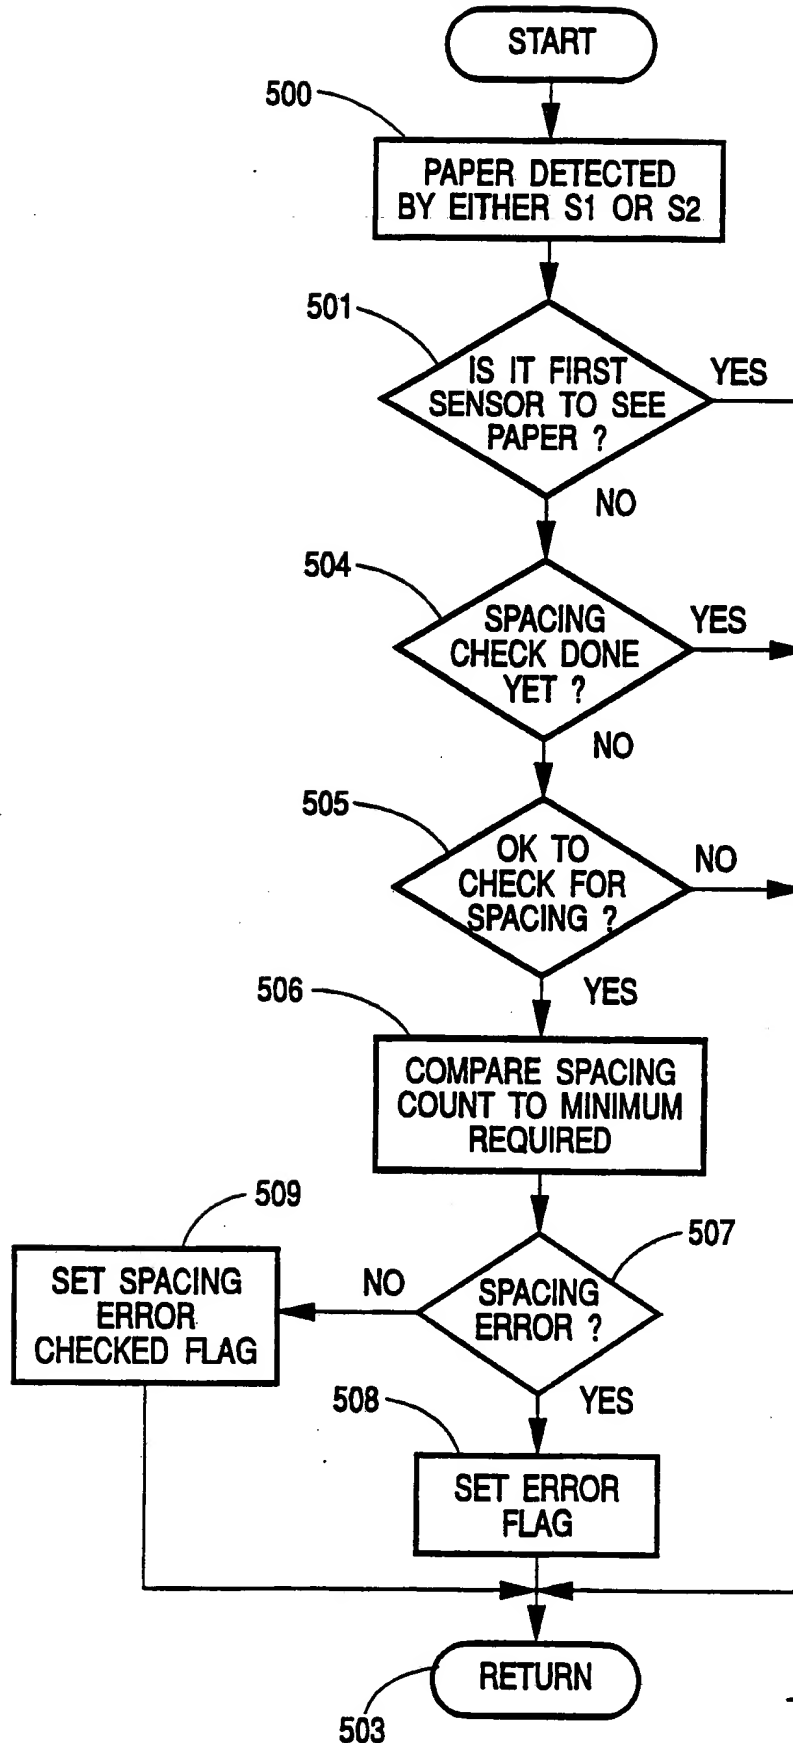 START
500
PAPER DETECTED
BY EITHER S1 OR S2
501
IS IT FIRST
SENSOR TO SEE
PAPER ?
YES
NO
504
SPACING
CHECK DONE
YET ?
YES
NO
505
OK TO
CHECK FOR
SPACING ?
NO
YES
506
COMPARE SPACING
COUNT TO MINIMUM
REQUIRED
509
SET SPACING
ERROR
CHECKED FLAG
NO
507
SPACING
ERROR ?
YES
508
SET ERROR
FLAG
RETURN
503